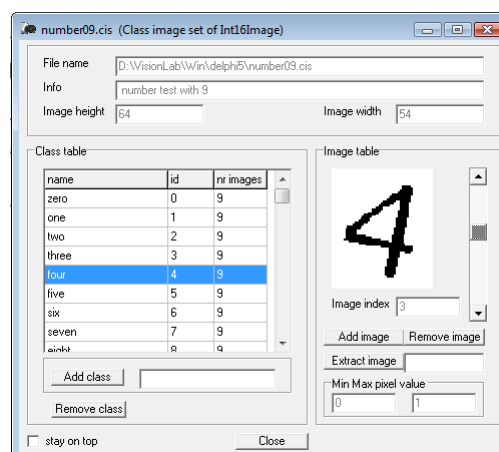 number09.cis (Class image set of Int16Image)
File name D:\VisionLab\Win\delphi5\number09.cis
Info number test with 9
Image height 64 Image width 54
Class table
name id nr images
zero 0 9
one 1 9
two 2 9
three 3 9
four 4 9
five 5 9
six 6 9
seven 7 9
eight 8 9
Add class
Remove class
Image table
4
Image index 3
Add image Remove image
Extract image
Min Max pixel value
0 1
stay on top Close